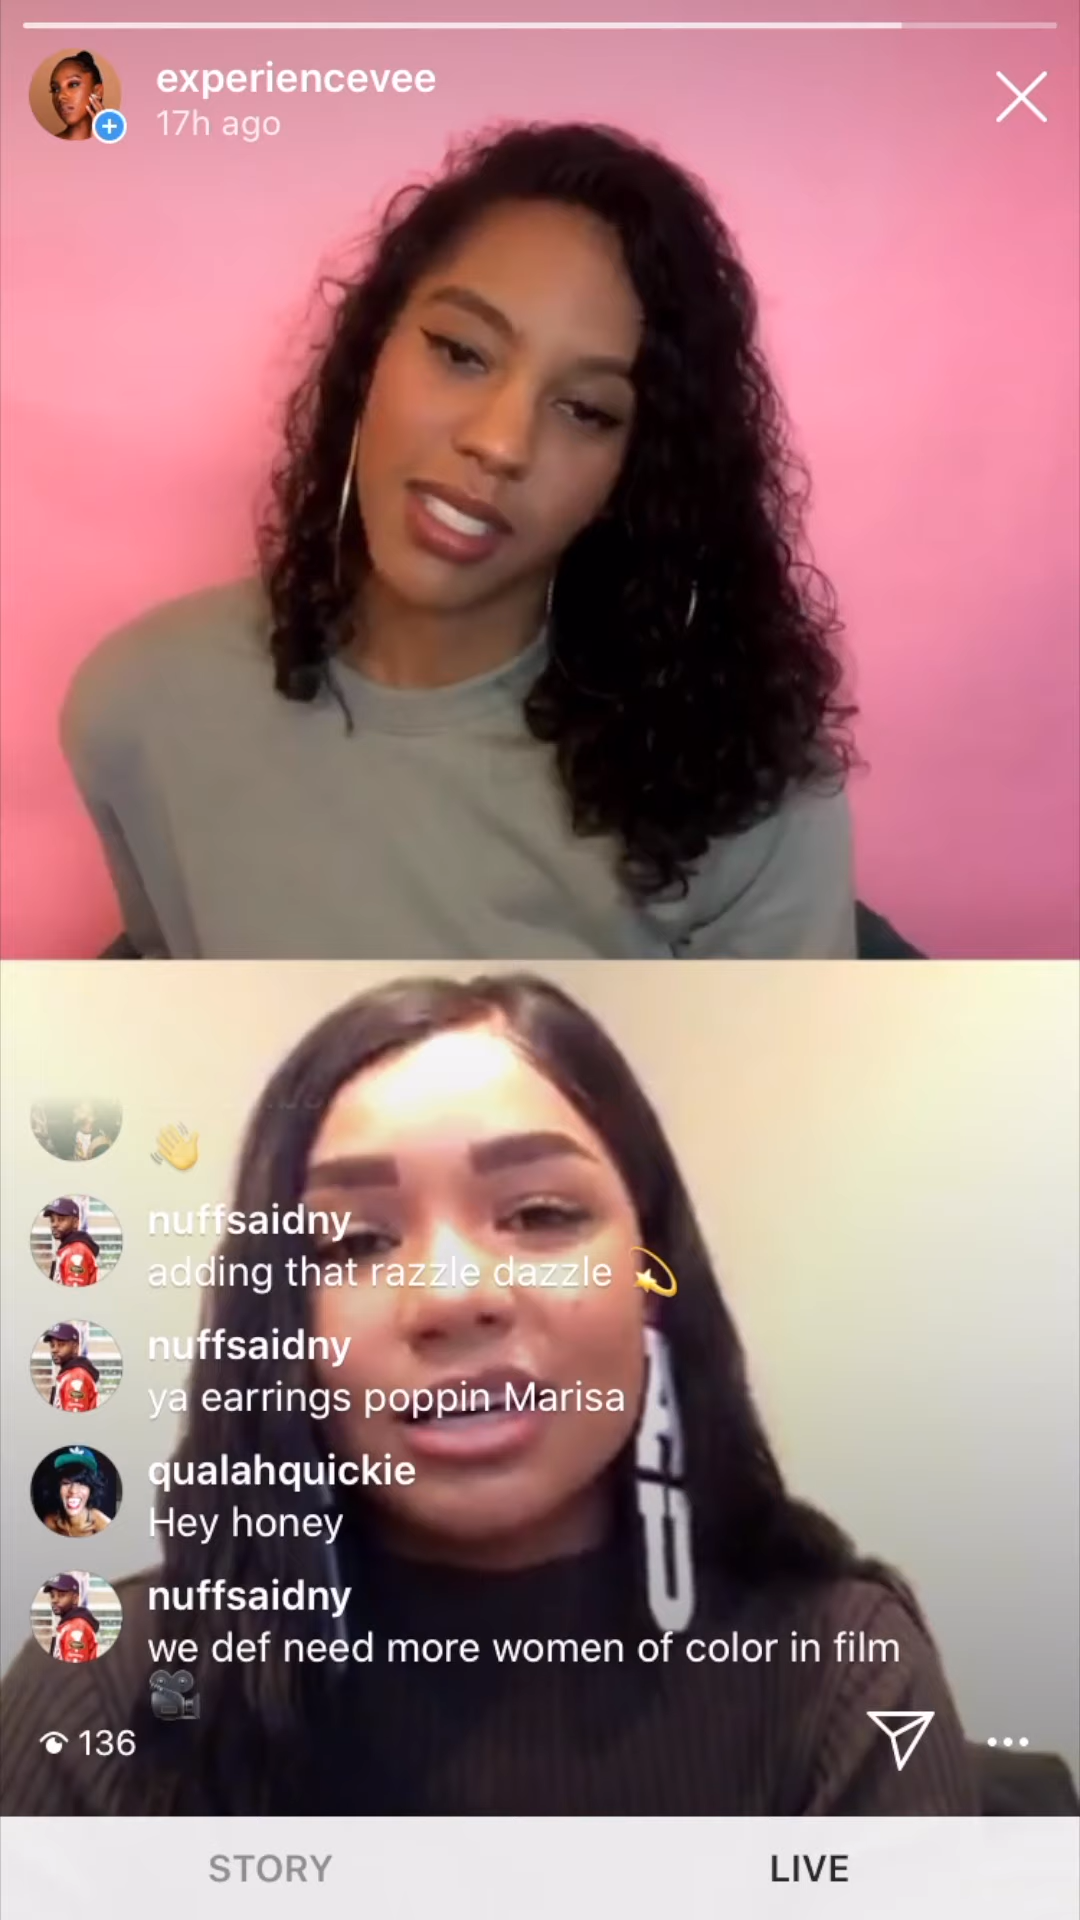 experiencevee
17h ago
nuffsaidny
adding that razzle dazzle 💫
nuffsaidny
ya earrings poppin Marisa
qualahquickie
Hey honey
nuffsaidny
we def need more women of color in film
🎥
136
STORY
LIVE